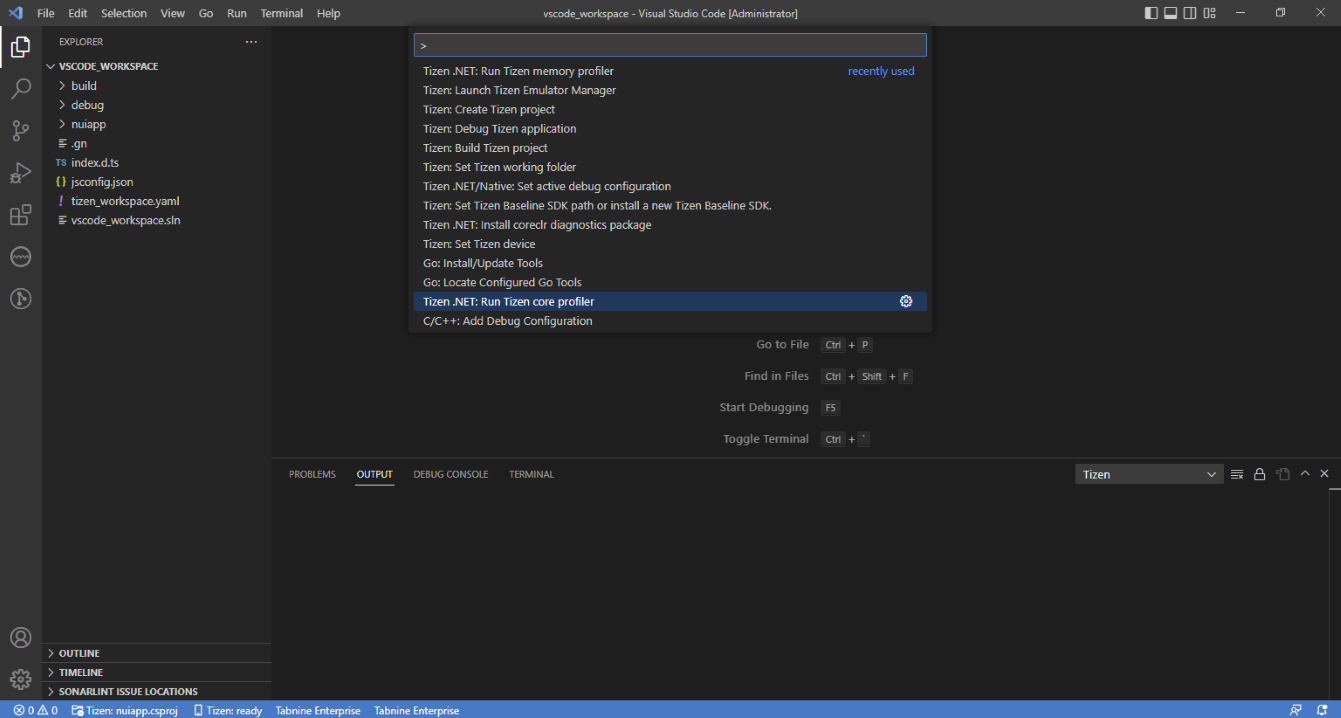 File Edit Selection View Go Run Terminal Help
vscode_workspace - Visual Studio Code [Administrator]
EXPLORER
VSCODE_WORKSPACE
build
debug
nuiapp
.gn
TS index.d.ts
{} jsconfig.json
! tizen_workspace.yaml
vscode_workspace.sln
OUTLINE
TIMELINE
SONARLINT ISSUE LOCATIONS
>
Tizen .NET: Run Tizen memory profiler recently used
Tizen: Launch Tizen Emulator Manager
Tizen: Create Tizen project
Tizen: Debug Tizen application
Tizen: Build Tizen project
Tizen: Set Tizen working folder
Tizen .NET/Native: Set active debug configuration
Tizen: Set Tizen Baseline SDK path or install a new Tizen Baseline SDK.
Tizen .NET: Install coreclr diagnostics package
Tizen: Set Tizen device
Go: Install/Update Tools
Go: Locate Configured Go Tools
Tizen .NET: Run Tizen core profiler
C/C++: Add Debug Configuration
Go to File Ctrl + P
Find in Files Ctrl + Shift + F
Start Debugging F5
Toggle Terminal Ctrl + `
PROBLEMS OUTPUT DEBUG CONSOLE TERMINAL
Tizen
0 0 Tizen: nuiapp.csproj Tizen: ready Tabnine Enterprise Tabnine Enterprise